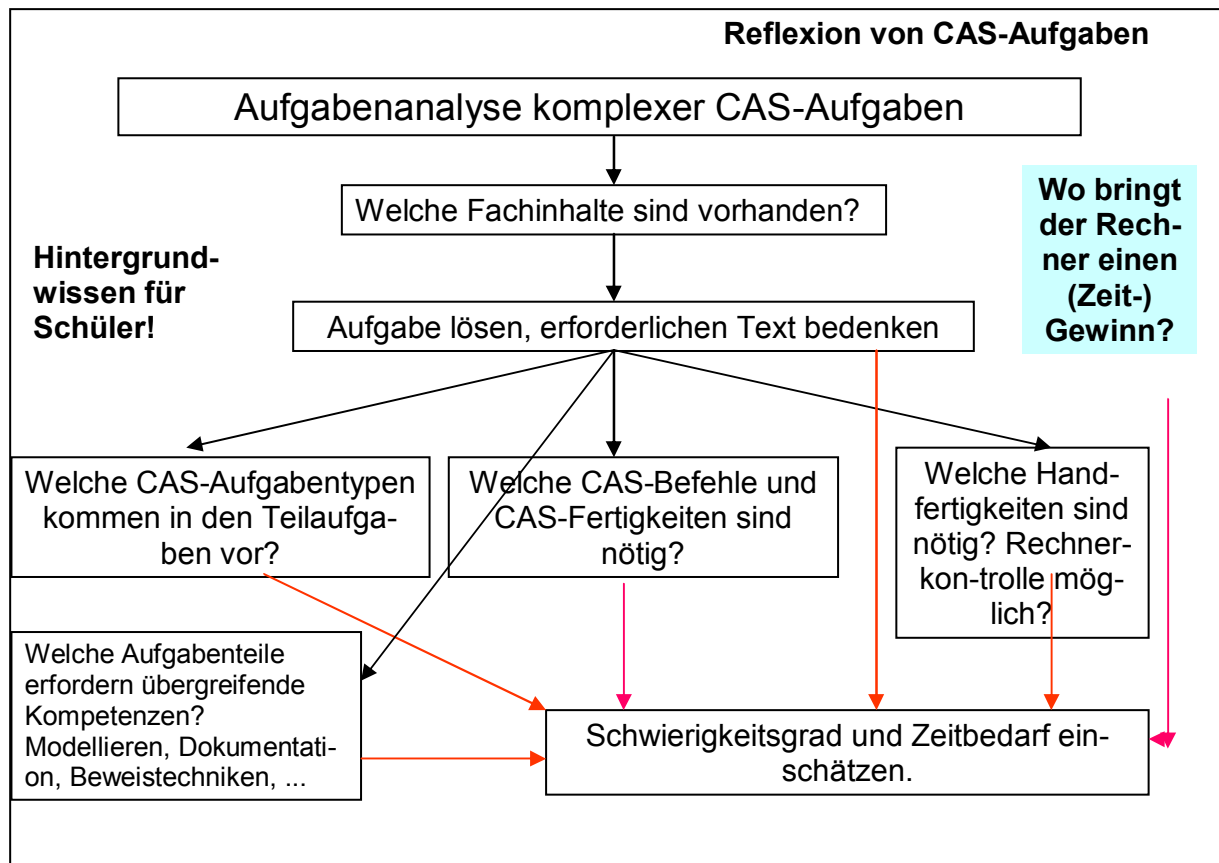 Reflexion von CAS-Aufgaben
Aufgabenanalyse komplexer CAS-Aufgaben
Welche Fachinhalte sind vorhanden?
Wo bringt
der Rech-
ner einen
(Zeit-)
Gewinn?
Hintergrund-
wissen für
Schüler!
Aufgabe lösen, erforderlichen Text bedenken
Welche CAS-Aufgabentypen
kommen in den Teilaufga-
ben vor?
Welche CAS-Befehle und
CAS-Fertigkeiten sind
nötig?
Welche Hand-
fertigkeiten sind
nötig? Rechner-
kon-trolle mög-
lich?
Welche Aufgabenteile
erfordern übergreifende
Kompetenzen?
Modellieren, Dokumentati-
on, Beweistechniken, ...
Schwierigkeitsgrad und Zeitbedarf ein-
schätzen.